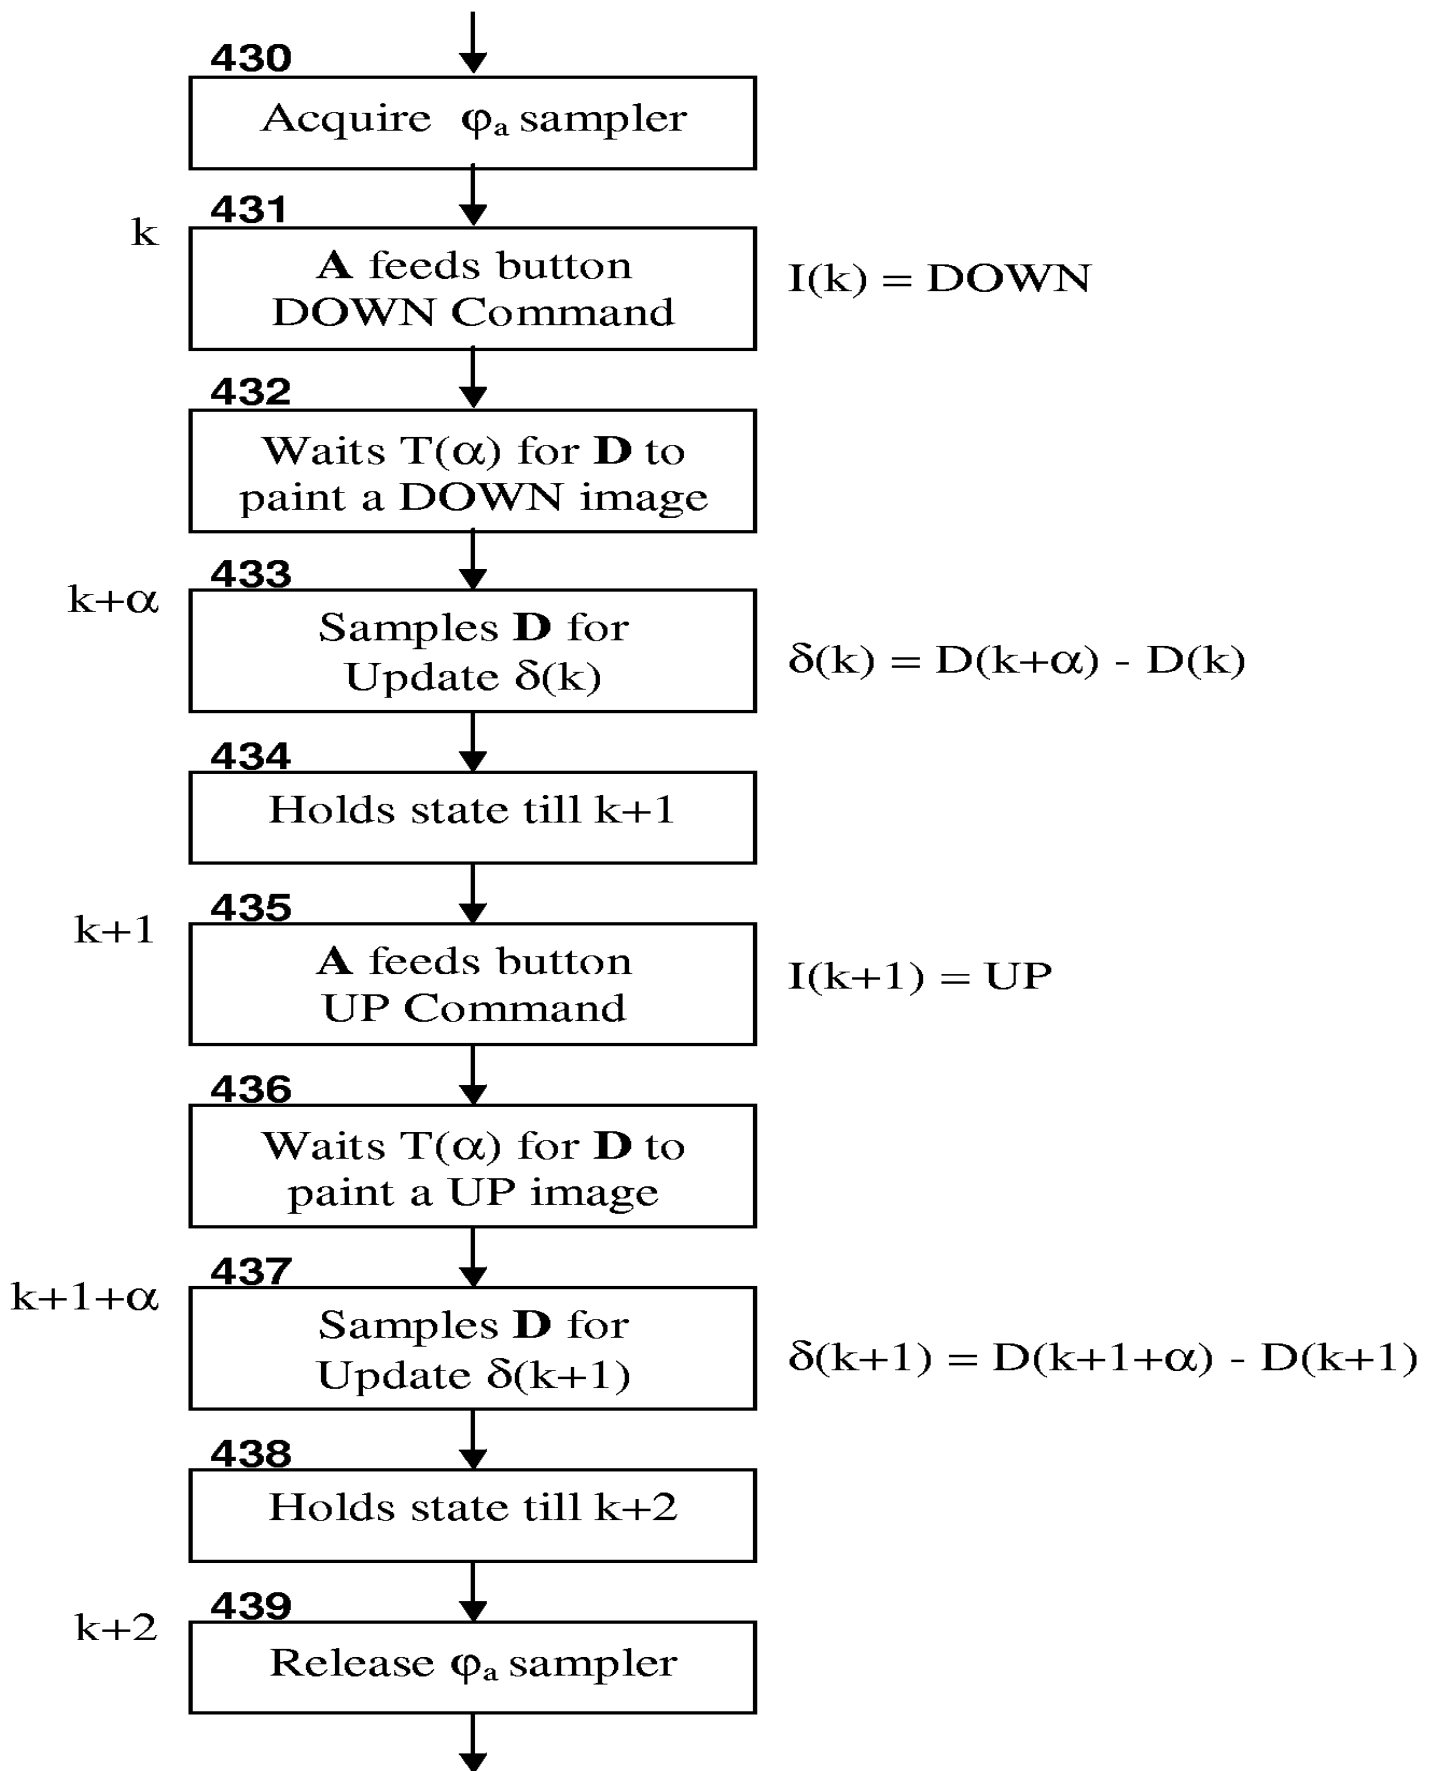 430
Acquire φa sampler
431
k
A feeds button
DOWN Command
I(k) = DOWN
432
Waits T(α) for D to
paint a DOWN image
433
k+α
Samples D for
Update δ(k)
δ(k) = D(k+α) - D(k)
434
Holds state till k+1
435
k+1
A feeds button
UP Command
I(k+1) = UP
436
Waits T(α) for D to
paint a UP image
437
k+1+α
Samples D for
Update δ(k+1)
δ(k+1) = D(k+1+α) - D(k+1)
438
Holds state till k+2
439
k+2
Release φa sampler